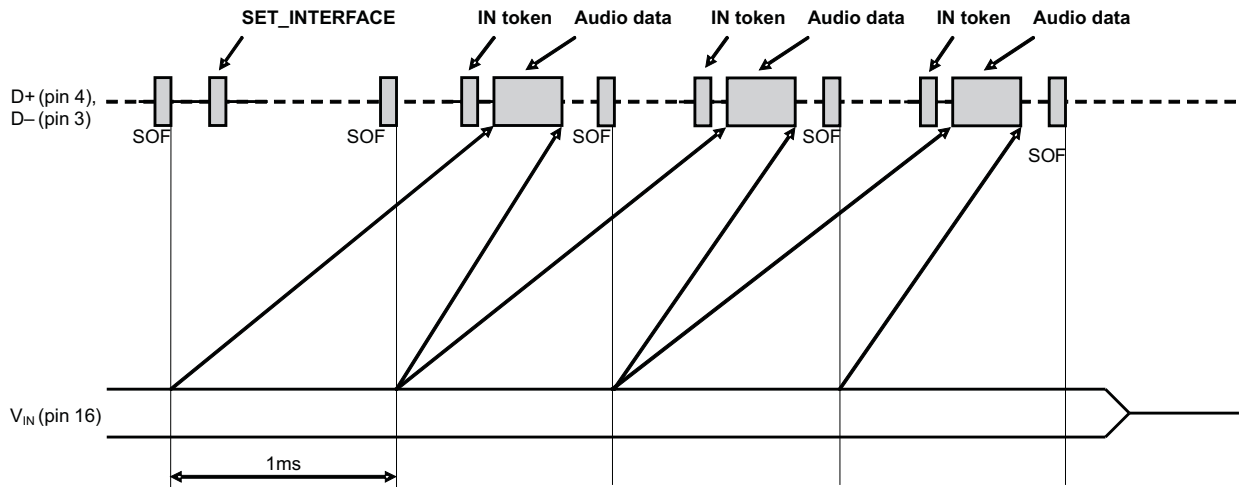 SET_INTERFACE
IN token
Audio data
IN token
Audio data
IN token
Audio data
D+ (pin 4),
D– (pin 3)
SOF
SOF
SOF
SOF
SOF
VIN (pin 16)
1ms